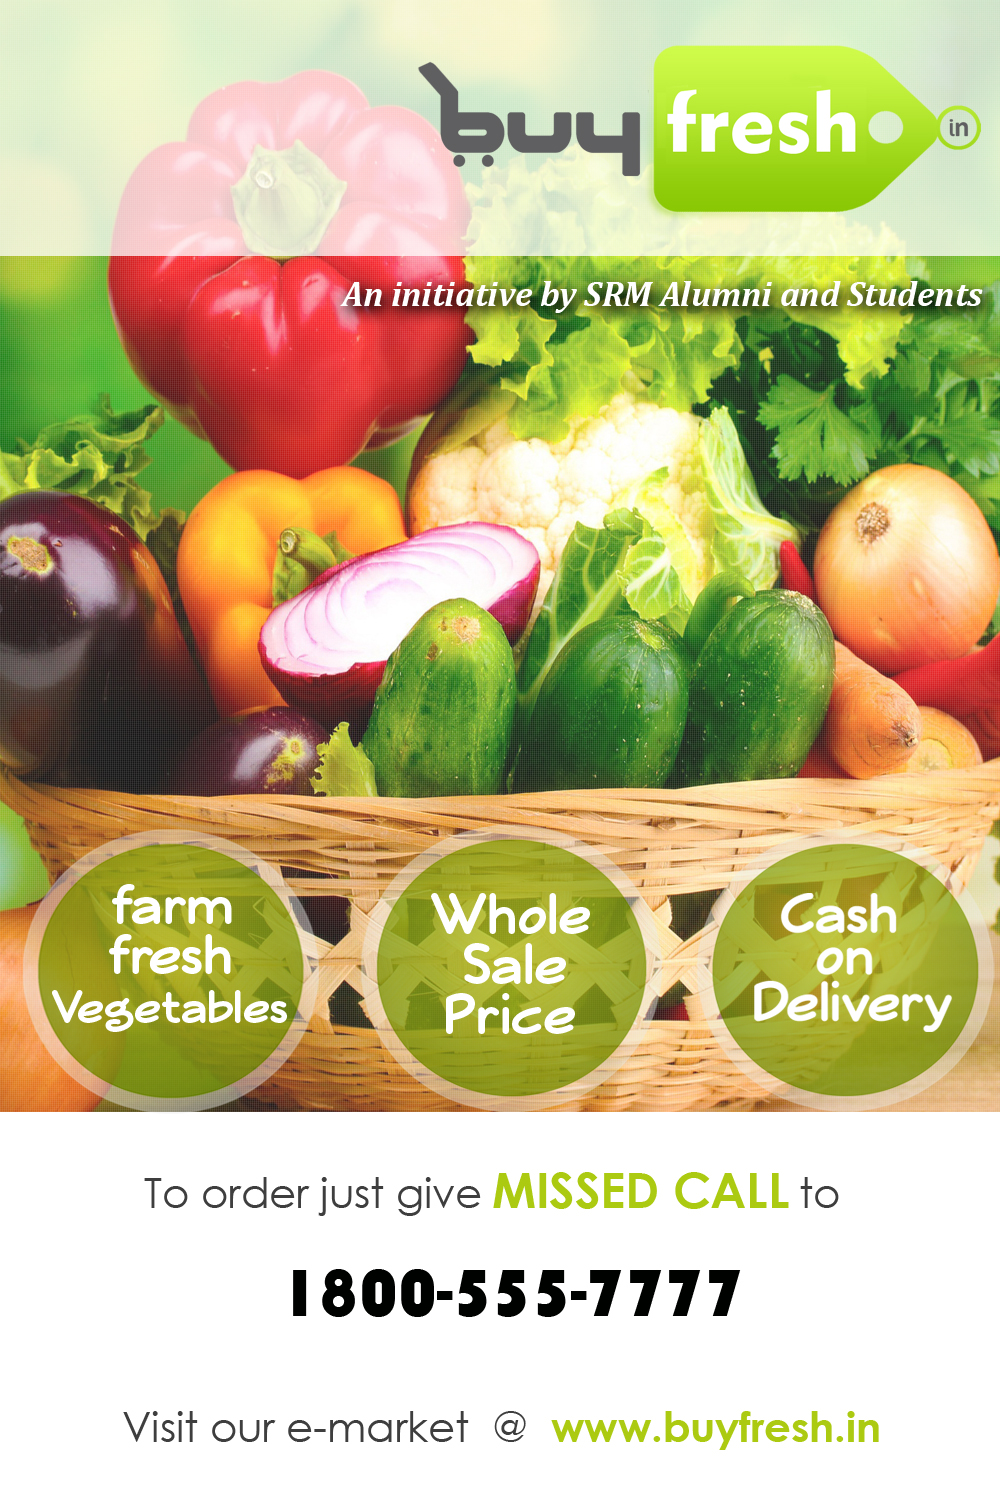 buy fresh in
An initiative by SRM Alumni and Students
farm
fresh
Vegetables
Whole
Sale
Price
Cash
on
Delivery
To order just give MISSED CALL to
1800-555-7777
Visit our e-market @ www.buyfresh.in